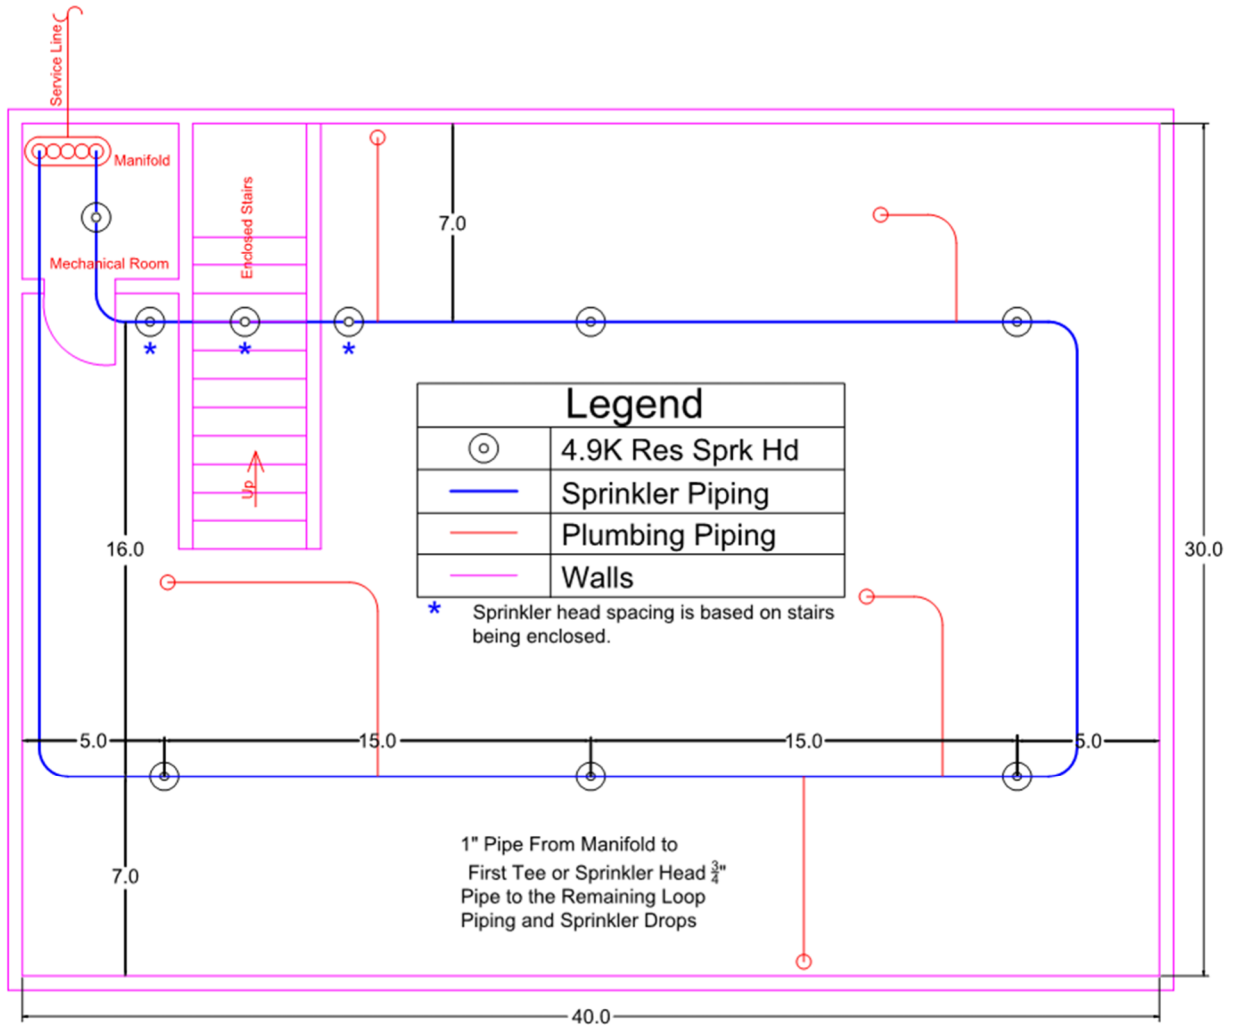 Service Line
Manifold
Mechanical Room
Enclosed Stairs
7.0
*
*
*
Up
Legend
4.9K Res Sprk Hd
Sprinkler Piping
Plumbing Piping
Walls
* Sprinkler head spacing is based on stairs
being enclosed.
16.0
30.0
5.0
15.0
15.0
5.0
1" Pipe From Manifold to
First Tee or Sprinkler Head ¾"
Pipe to the Remaining Loop
Piping and Sprinkler Drops
7.0
40.0